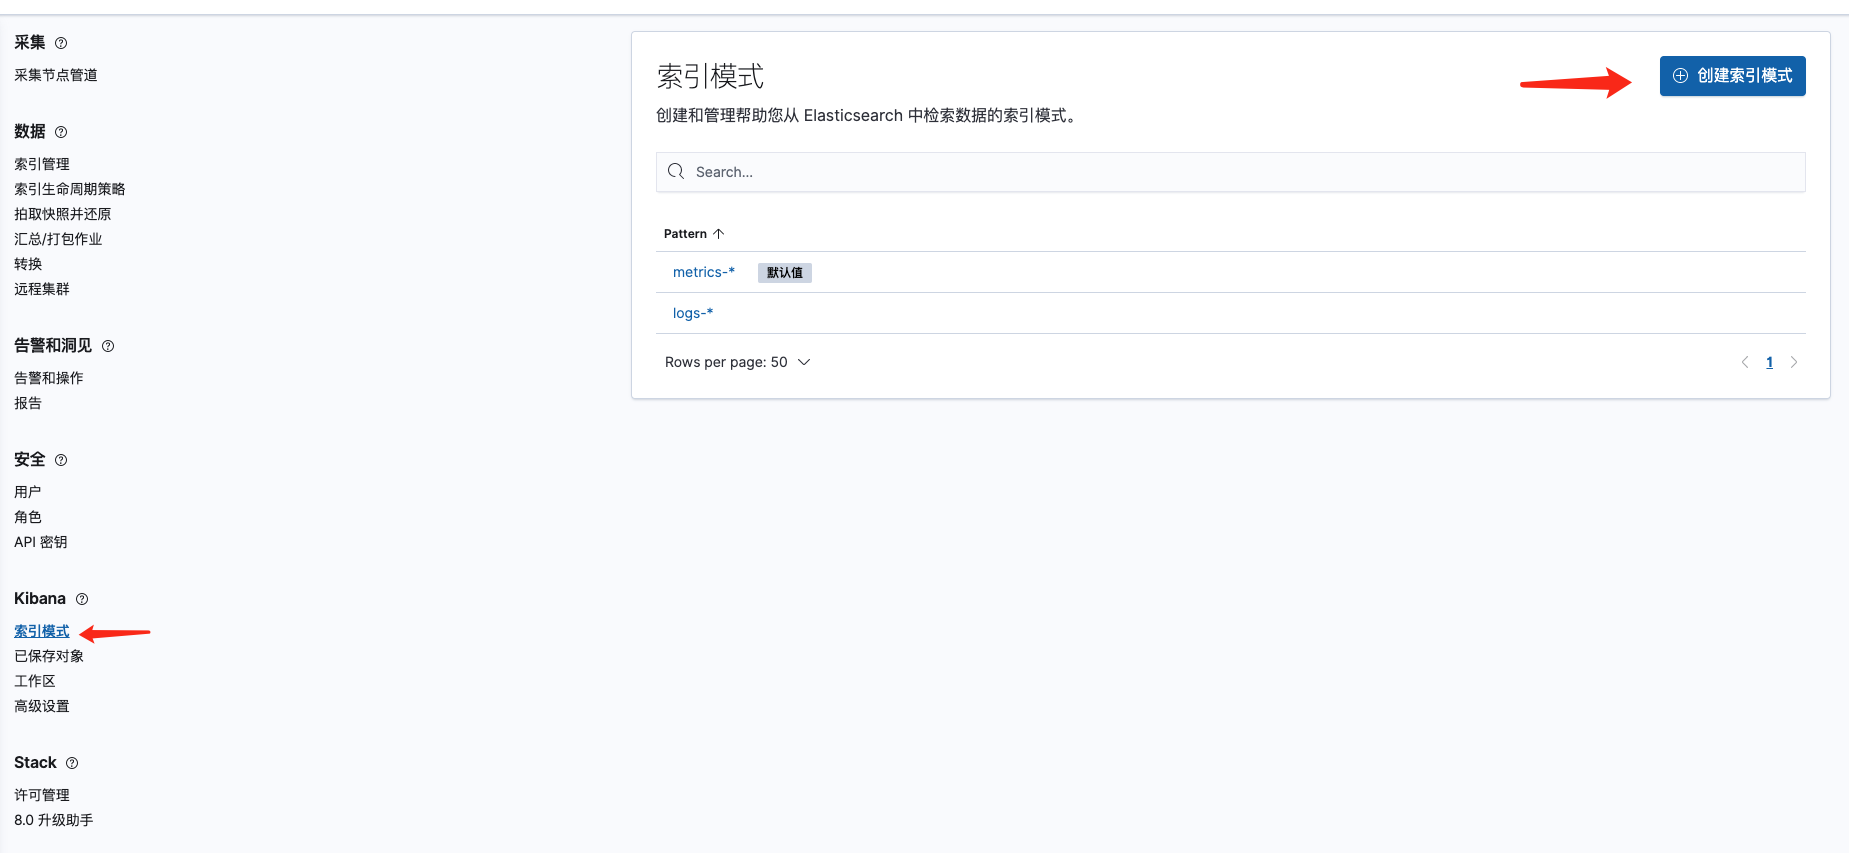 采集
采集节点管道
数据
索引管理
索引生命周期策略
拍取快照并还原
汇总/打包作业
转换
远程集群
告警和洞见
告警和操作
报告
安全
用户
角色
API 密钥
Kibana
索引模式
已保存对象
工作区
高级设置
Stack
许可管理
8.0 升级助手
索引模式
创建索引模式
创建和管理帮助您从 Elasticsearch 中检索数据的索引模式。
Search...
Pattern
metrics-* 默认值
logs-*
Rows per page: 50
1